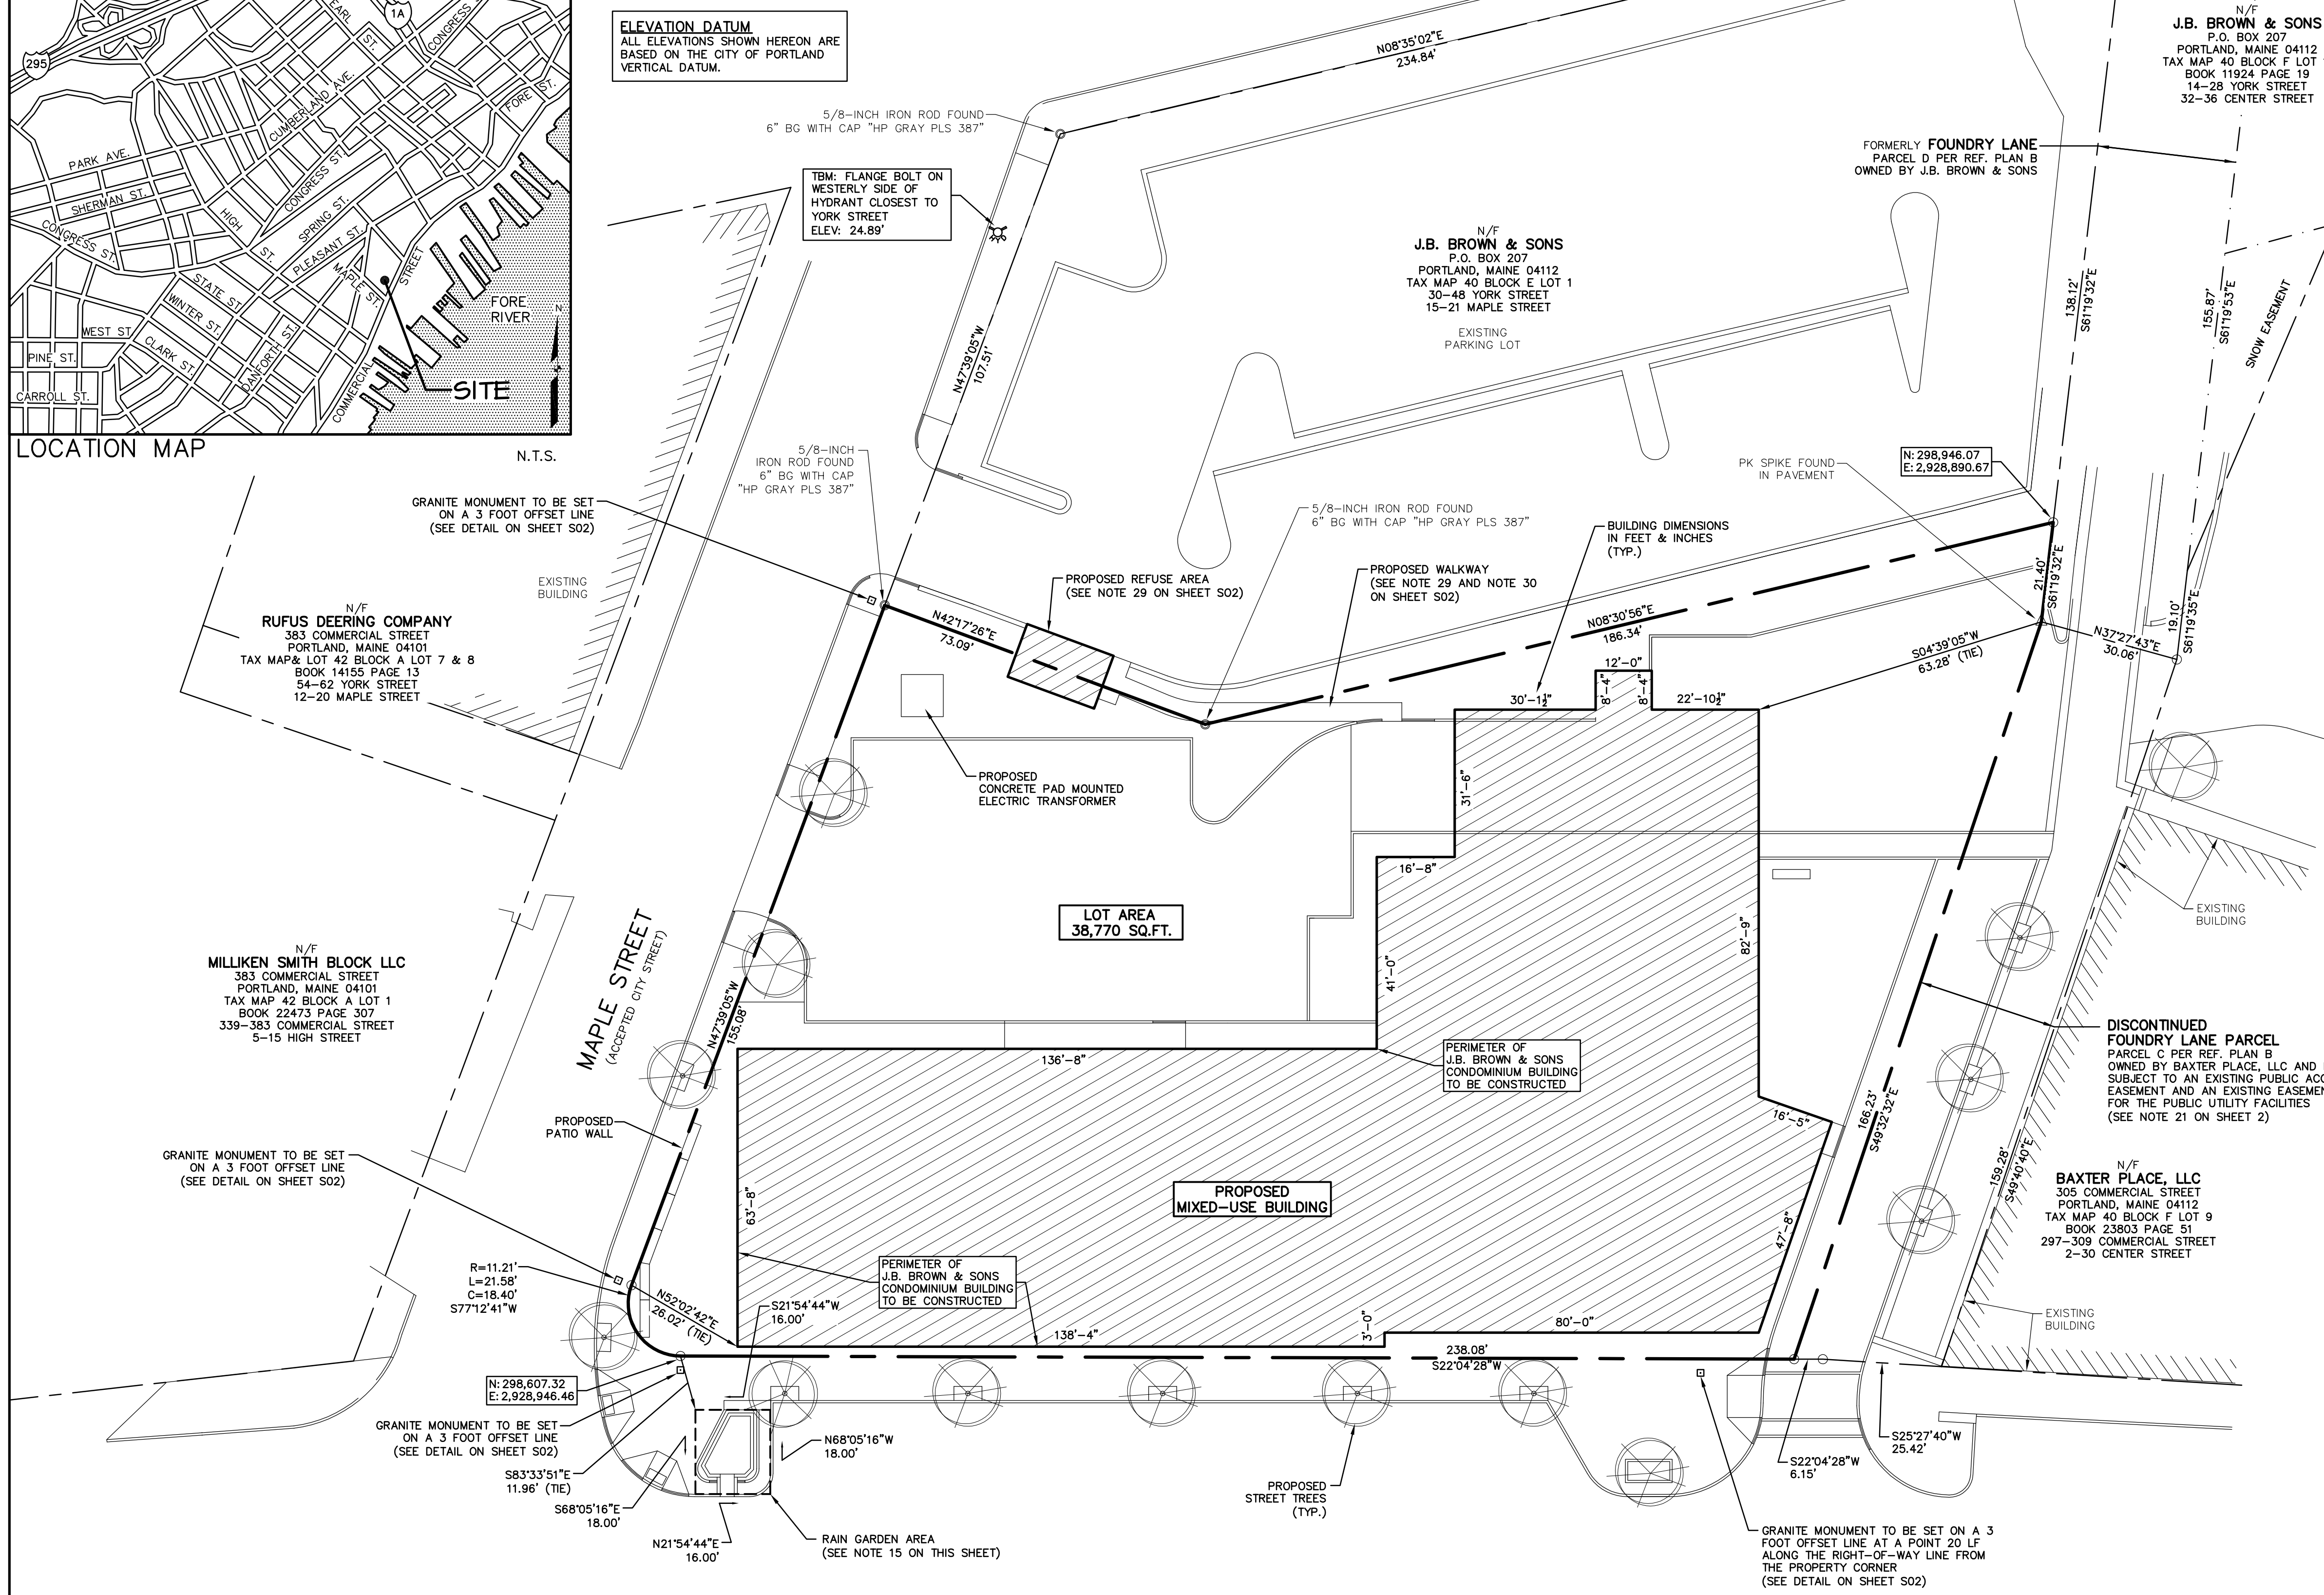 EARL
ST.
1A
CONGRESS
295
CUMBERLAND AVE.
FORE ST.
PARK AVE.
CONGRESS ST.
SHERMAN ST.
HIGH
ST.
SPRING ST.
CONGRESS ST.
PLEASANT ST.
MAPLE ST.
STREET
STATE ST.
WINTER ST.
FORE
RIVER
N
WEST ST.
CLARK ST.
DANFORTH ST.
PINE ST.
COMMERCIAL
SITE
CARROLL ST.
LOCATION MAP
N.T.S.
ELEVATION DATUM
ALL ELEVATIONS SHOWN HEREON ARE
BASED ON THE CITY OF PORTLAND
VERTICAL DATUM.
N08°35'02"E
234.84'
N/F
J.B. BROWN & SONS
P.O. BOX 207
PORTLAND, MAINE 04112
TAX MAP 40 BLOCK F LOT
BOOK 11924 PAGE 19
14-28 YORK STREET
32-36 CENTER STREET
5/8-INCH IRON ROD FOUND
6" BG WITH CAP "HP GRAY PLS 387"
FORMERLY FOUNDRY LANE
PARCEL D PER REF. PLAN B
OWNED BY J.B. BROWN & SONS
TBM: FLANGE BOLT ON
WESTERLY SIDE OF
HYDRANT CLOSEST TO
YORK STREET
ELEV: 24.89'
N/F
J.B. BROWN & SONS
P.O. BOX 207
PORTLAND, MAINE 04112
TAX MAP 40 BLOCK E LOT 1
30-48 YORK STREET
15-21 MAPLE STREET
EXISTING
PARKING LOT
138.12'
S61°19'32"E
155.87'
S61°19'53"E
SNOW EASEMENT
N47°39'05"W
107.51'
5/8-INCH
IRON ROD FOUND
6" BG WITH CAP
"HP GRAY PLS 387"
PK SPIKE FOUND
IN PAVEMENT
N: 298,946.07
E: 2,928,890.67
GRANITE MONUMENT TO BE SET
ON A 3 FOOT OFFSET LINE
(SEE DETAIL ON SHEET S02)
5/8-INCH IRON ROD FOUND
6" BG WITH CAP "HP GRAY PLS 387"
BUILDING DIMENSIONS
IN FEET & INCHES
(TYP.)
EXISTING
BUILDING
PROPOSED REFUSE AREA
(SEE NOTE 29 ON SHEET S02)
PROPOSED WALKWAY
(SEE NOTE 29 AND NOTE 30
ON SHEET S02)
21.40'
S61°19'32"E
N/F
RUFUS DEERING COMPANY
383 COMMERCIAL STREET
PORTLAND, MAINE 04101
TAX MAP& LOT 42 BLOCK A LOT 7 & 8
BOOK 14155 PAGE 13
54-62 YORK STREET
12-20 MAPLE STREET
N42°17'26"E
73.09'
N08°30'56"E
186.34'
S04°39'05"W
63.28' (TIE)
N37°27'43"E
30.06'
19.10'
S61°19'35"E
12'-0"
8'-4"
8'-4"
30'-1½"
22'-10½"
PROPOSED
CONCRETE PAD MOUNTED
ELECTRIC TRANSFORMER
31'-6"
16'-8"
LOT AREA
38,770 SQ.FT.
82'-9"
41'-0"
EXISTING
BUILDING
N/F
MILLIKEN SMITH BLOCK LLC
383 COMMERCIAL STREET
PORTLAND, MAINE 04101
TAX MAP 42 BLOCK A LOT 1
BOOK 22473 PAGE 307
339-383 COMMERCIAL STREET
5-15 HIGH STREET
MAPLE STREET
(ACCEPTED CITY STREET)
N47°39'05"W
155.08'
136'-8"
PERIMETER OF
J.B. BROWN & SONS
CONDOMINIUM BUILDING
TO BE CONSTRUCTED
DISCONTINUED
FOUNDRY LANE PARCEL
PARCEL C PER REF. PLAN B
OWNED BY BAXTER PLACE, LLC AND
SUBJECT TO AN EXISTING PUBLIC
EASEMENT AND AN EXISTING
FOR THE PUBLIC UTILITY FACILITIES
(SEE NOTE 21 ON SHEET 2)
16'-5"
166.23'
S49°32'32"E
PROPOSED
PATIO WALL
GRANITE MONUMENT TO BE SET
ON A 3 FOOT OFFSET LINE
(SEE DETAIL ON SHEET S02)
63'-8"
PROPOSED
MIXED-USE BUILDING
47'-8"
159.28'
S49°40'40"E
N/F
BAXTER PLACE, LLC
305 COMMERCIAL STREET
PORTLAND, MAINE 04112
TAX MAP 40 BLOCK F LOT 9
BOOK 23803 PAGE 51
297-309 COMMERCIAL STREET
2-30 CENTER STREET
R=11.21'
L=21.58'
C=18.40'
S77°12'41"W
PERIMETER OF
J.B. BROWN & SONS
CONDOMINIUM BUILDING
TO BE CONSTRUCTED
N52°02'42"E
26.02' (TIE)
S21°54'44"W
16.00'
138'-4"
3'-0"
80'-0"
EXISTING
BUILDING
238.08'
S22°04'28"W
N: 298,607.32
E: 2,928,946.46
GRANITE MONUMENT TO BE SET
ON A 3 FOOT OFFSET LINE
(SEE DETAIL ON SHEET S02)
N68°05'16"W
18.00'
S25°27'40"W
25.42'
S83°33'51"E
11.96' (TIE)
S22°04'28"W
6.15'
S68°05'16"E
18.00'
PROPOSED
STREET TREES
(TYP.)
N21°54'44"E
16.00'
RAIN GARDEN AREA
(SEE NOTE 15 ON THIS SHEET)
GRANITE MONUMENT TO BE SET ON A 3
FOOT OFFSET LINE AT A POINT 20 LF
ALONG THE RIGHT-OF-WAY LINE FROM
THE PROPERTY CORNER
(SEE DETAIL ON SHEET S02)